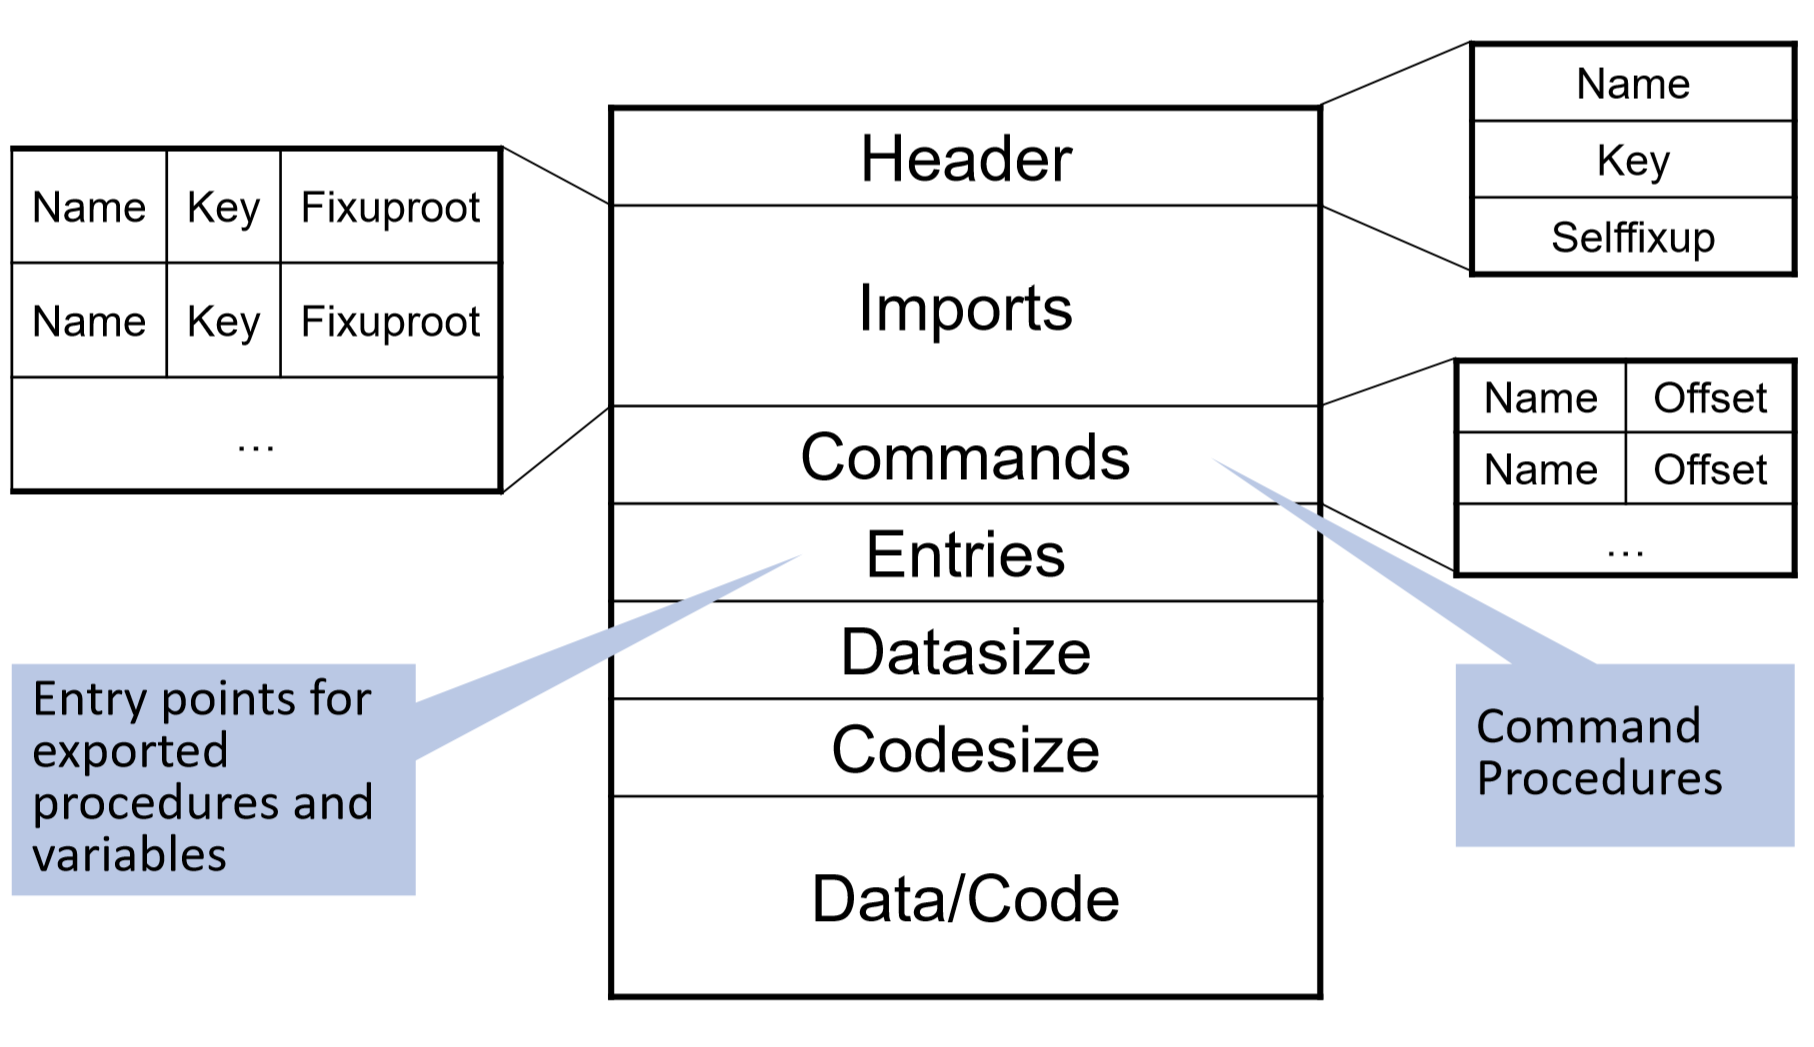 Name Key Fixuproot
Name Key Fixuproot
...
Header
Imports
Commands
Entries
Datasize
Codesize
Data/Code
Name
Key
Selffixup
Name Offset
Name Offset
...
Entry points for
exported
procedures and
variables
Command
Procedures